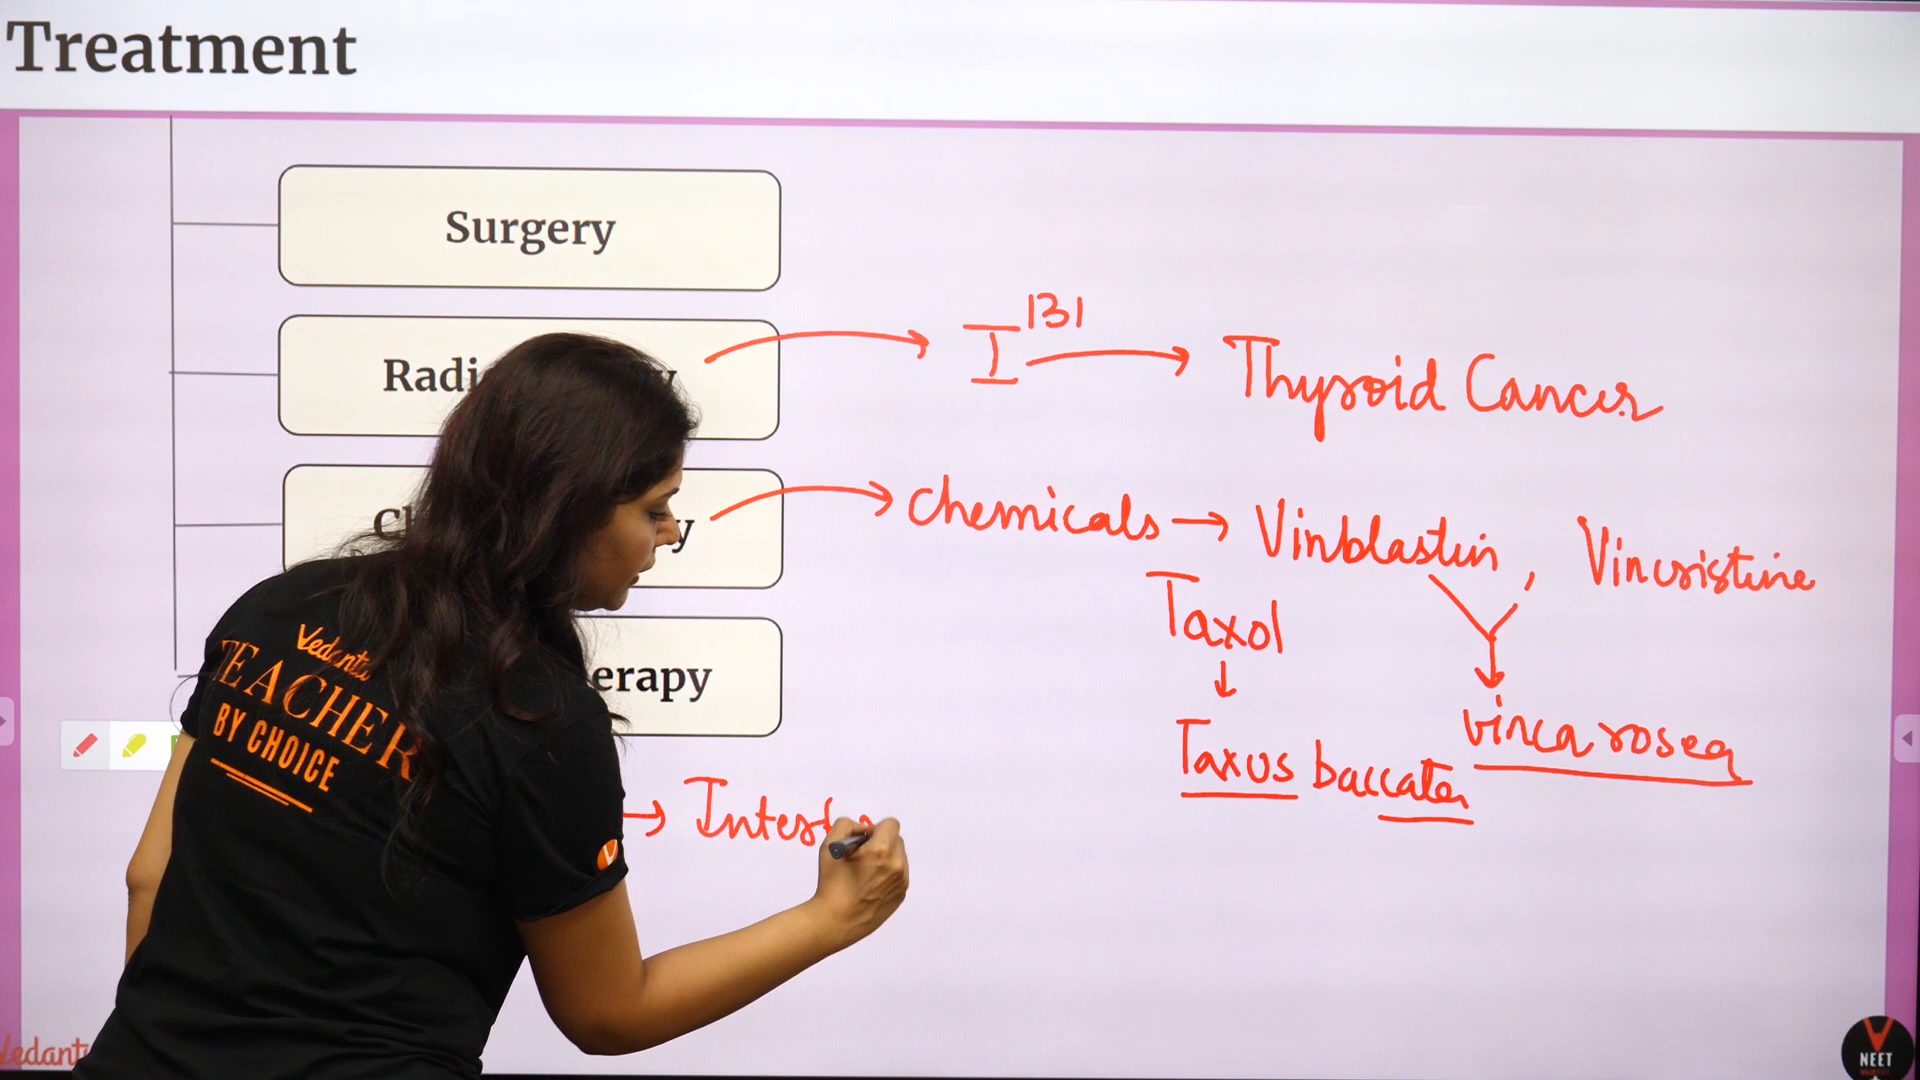 Treatment
Surgery
I131 → Thyroid Cancer
Chemicals → Vinblastin, Vincristine
Taxol
Taxus baccata
vinca rosea
erapy
Vedantu
TEACHER
BY CHOICE
→
Vedantu
NEET